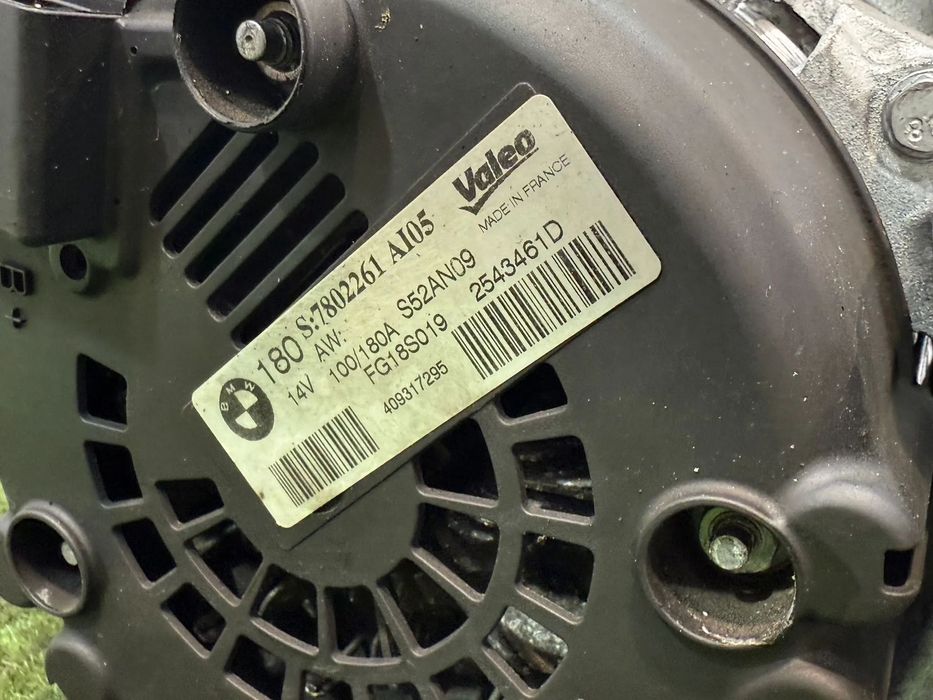 Valeo
MADE IN FRANCE
BMW
180 S:7802261 AI05
AW:
14V 100/180A S52AN09
FG18S019 2543461D
409317295